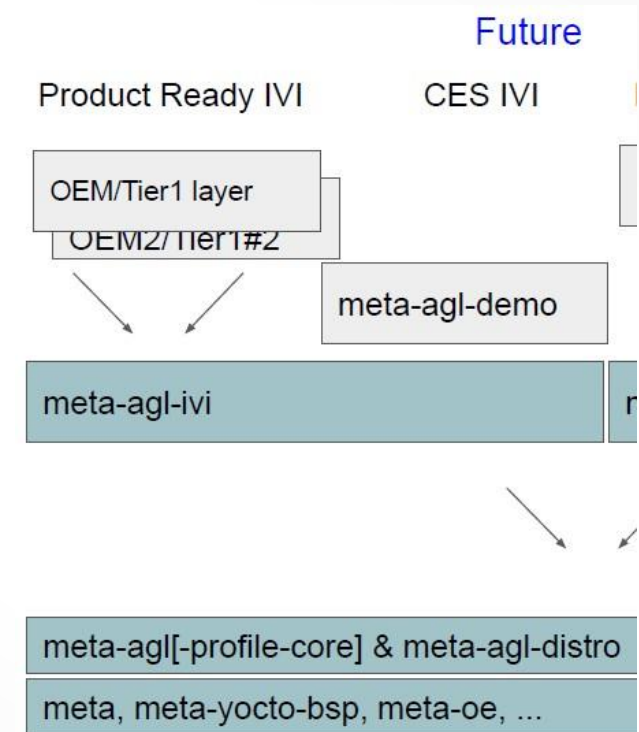 Future
Product Ready IVI
CES IVI
OEM/Tier1 layer
OEM2/Tier1#2
meta-agl-demo
meta-agl-ivi
meta-agl[-profile-core] & meta-agl-distro
meta, meta-yocto-bsp, meta-oe, ...